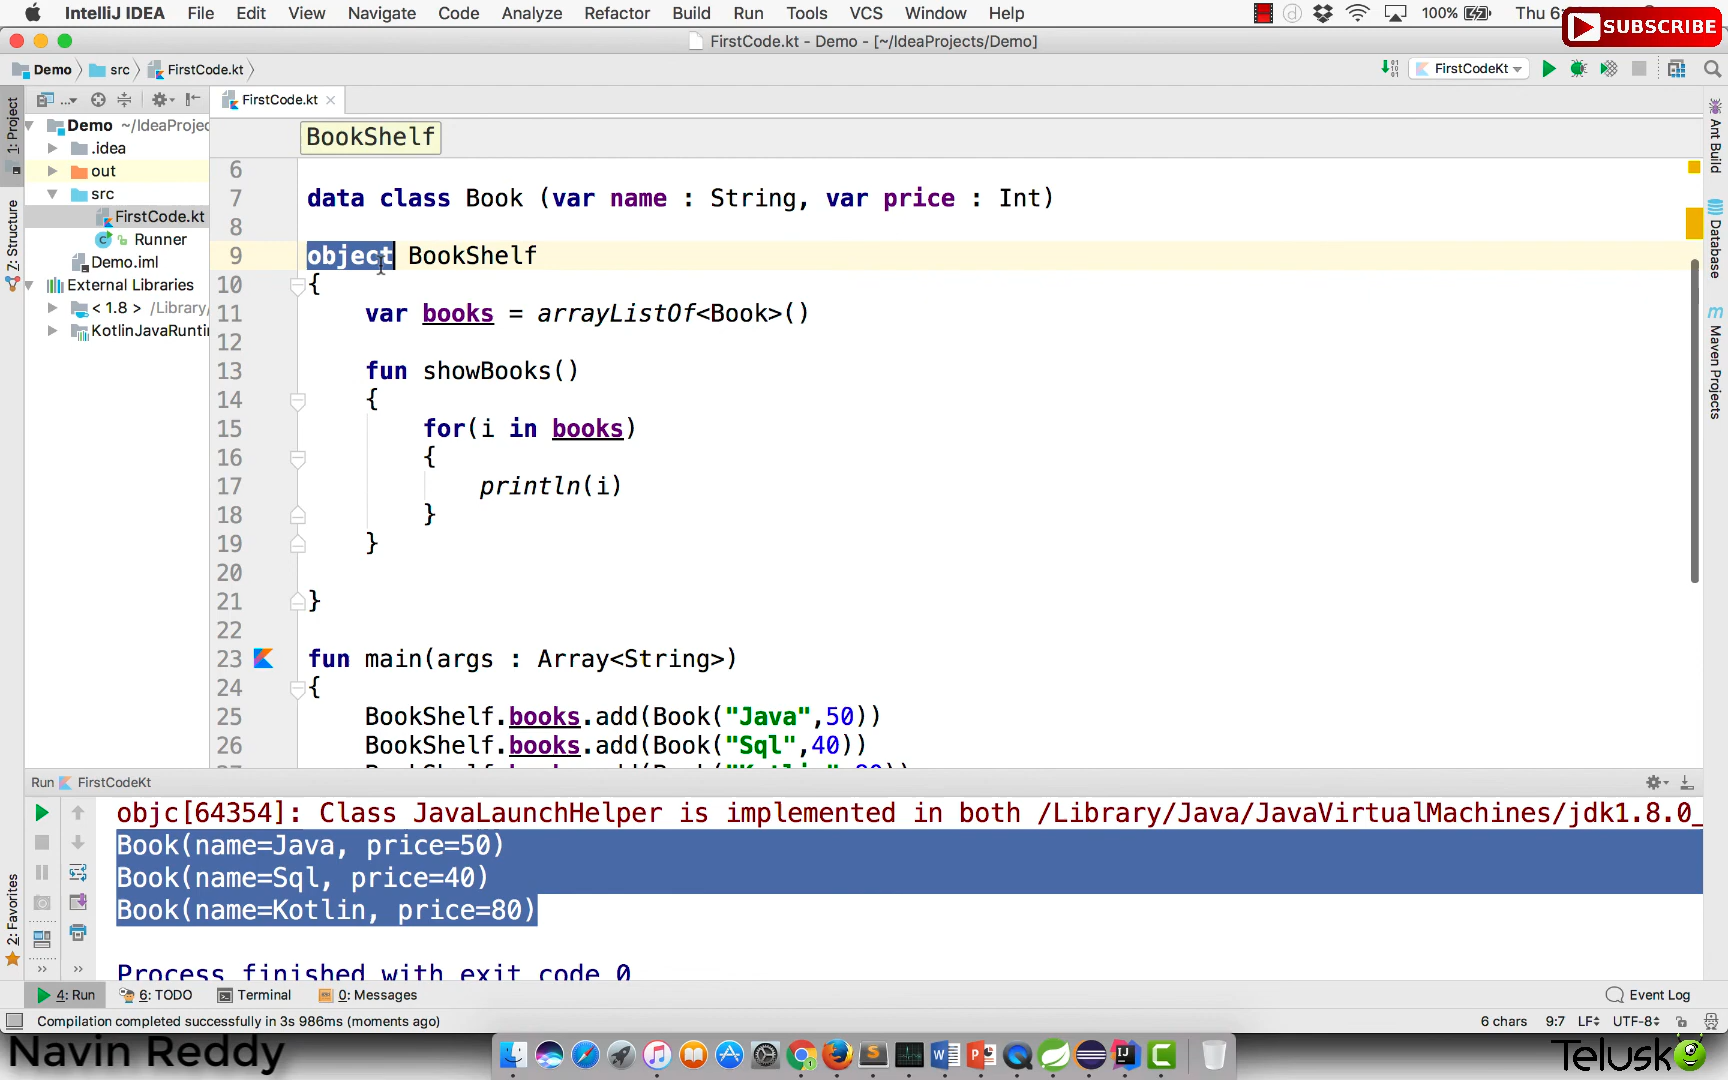 IntelliJ IDEA File Edit View Navigate Code Analyze Refactor Build Run Tools VCS Window Help 100% Thu 6:
SUBSCRIBE
FirstCode.kt - Demo - [~/IdeaProjects/Demo]
Demo src FirstCode.kt FirstCodeKt
FirstCode.kt
1: Project
Z: Structure
2: Favorites
Demo ~/IdeaProjec
.idea
out
src
FirstCode.kt
Runner
Demo.iml
External Libraries
< 1.8 > /Library/
KotlinJavaRunti
BookShelf
6
7 data class Book (var name : String, var price : Int)
8
9 object BookShelf
10 {
11 var books = arrayListOf<Book>()
12
13 fun showBooks()
14 {
15 for(i in books)
16 {
17 println(i)
18 }
19 }
20
21 }
22
23 fun main(args : Array<String>)
24 {
25 BookShelf.books.add(Book("Java",50))
26 BookShelf.books.add(Book("Sql",40))
Ant Build
Database
Maven Projects
Run FirstCodeKt
objc[64354]: Class JavaLaunchHelper is implemented in both /Library/Java/JavaVirtualMachines/jdk1.8.0_
Book(name=Java, price=50)
Book(name=Sql, price=40)
Book(name=Kotlin, price=80)
Process finished with exit code 0
4: Run 6: TODO Terminal 0: Messages Event Log
Compilation completed successfully in 3s 986ms (moments ago) 6 chars 9:7 LF UTF-8
Navin Reddy
Telusko